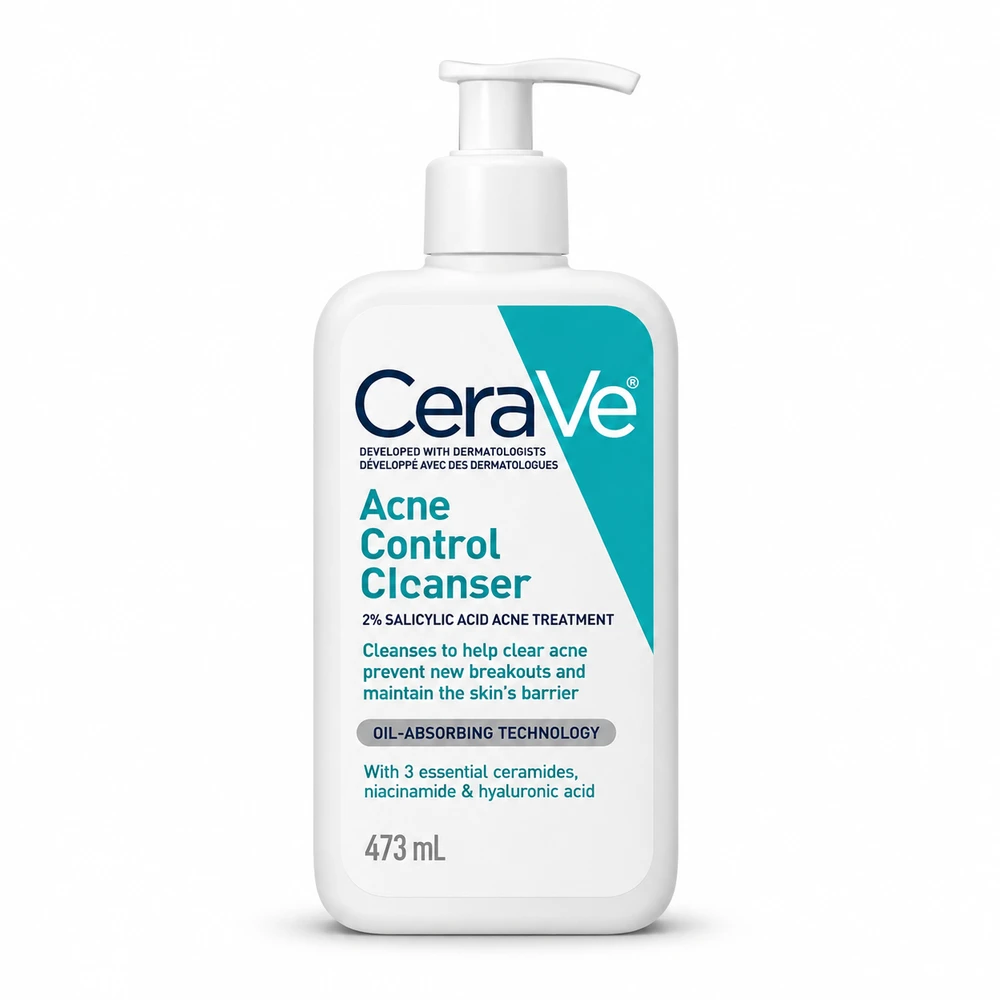 CeraVe®
DEVELOPED WITH DERMATOLOGISTS
DÉVELOPPÉ AVEC DES DERMATOLOGUES
Acne
Control
Clcanser
2% SALICYLIC ACID ACNE TREATMENT
Cleanses to help clear acne
prevent new breakouts and
maintain the skin's barrier
OIL-ABSORBING TECHNOLOGY
With 3 essential ceramides,
niacinamide & hyaluronic acid
473 mL